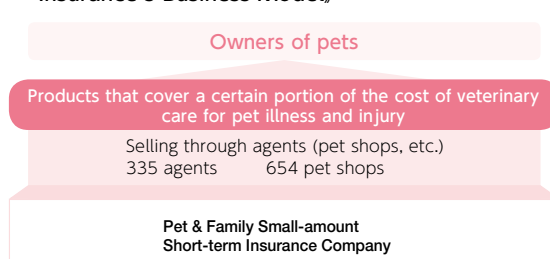 Insurance's Business Model》
Owners of pets
Products that cover a certain portion of the cost of veterinary
care for pet illness and injury
Selling through agents (pet shops, etc.)
335 agents 654 pet shops
Pet & Family Small-amount
Short-term Insurance Company